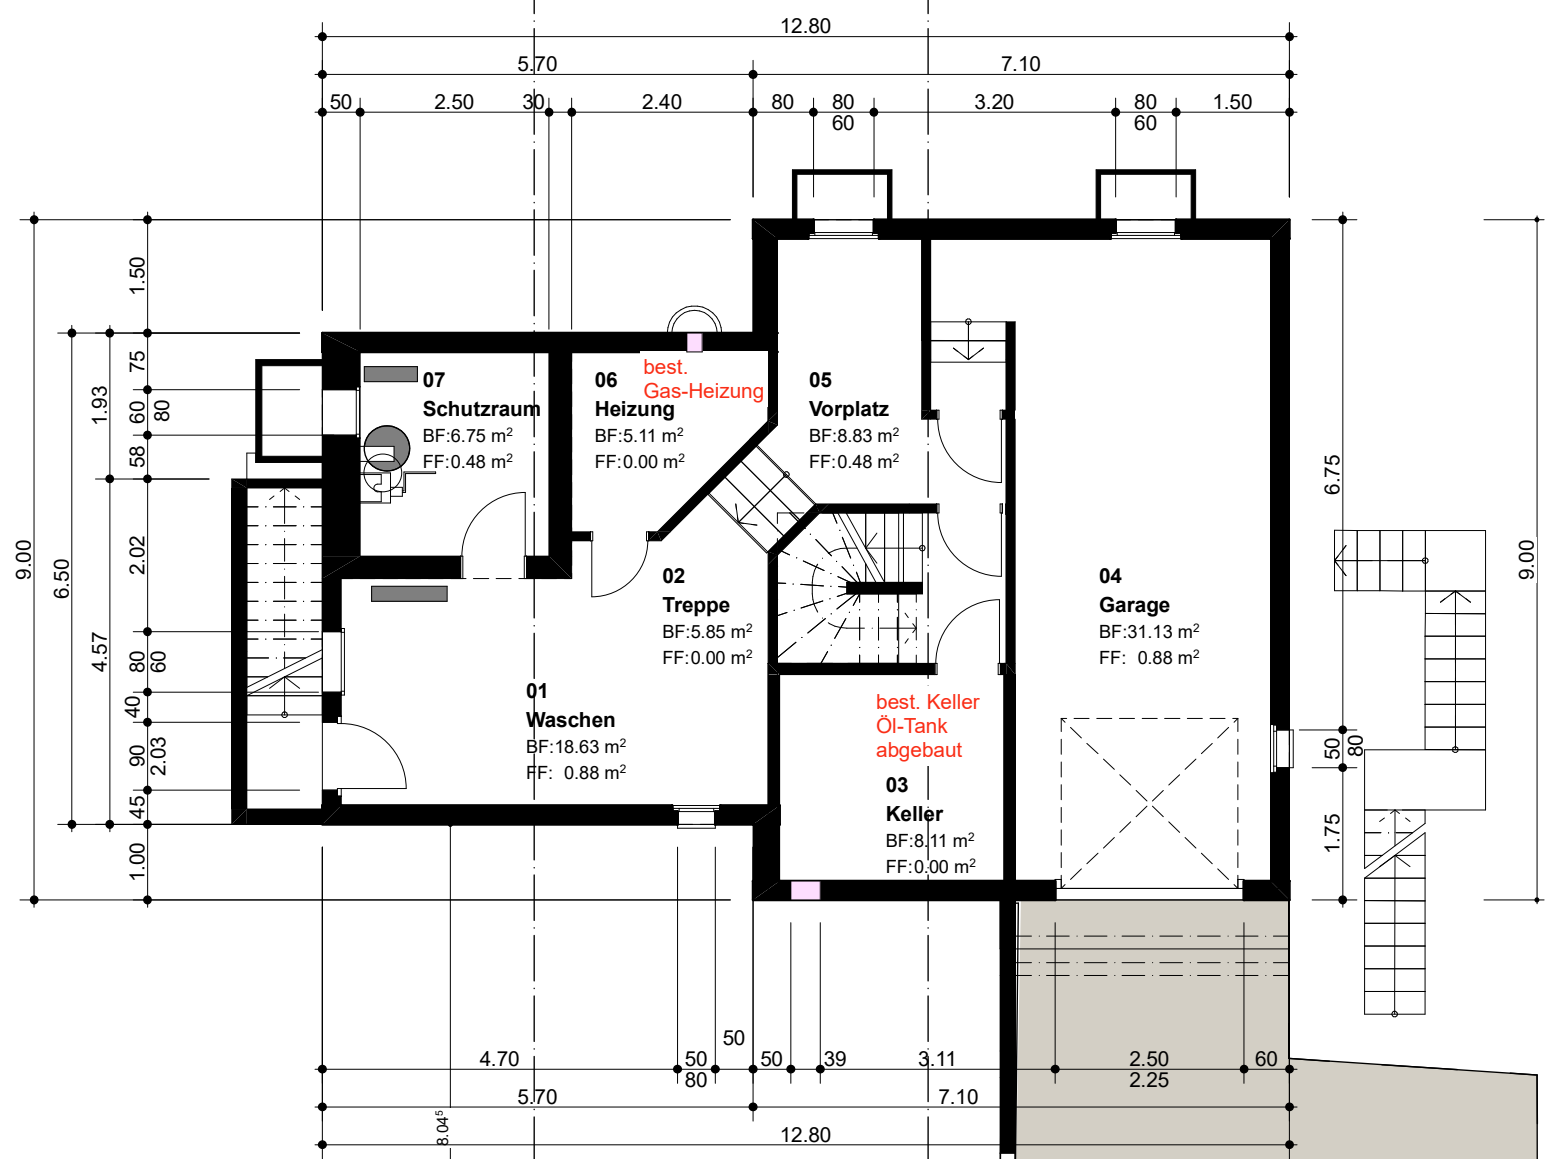 12.80
5.70 7.10
50 2.50 30 2.40 80 80 3.20 80 1.50
60 60
best.
Gas-Heizung
07
Schutzraum
BF:6.75 m²
FF:0.48 m²
06
Heizung
BF:5.11 m²
FF:0.00 m²
05
Vorplatz
BF:8.83 m²
FF:0.48 m²
02
Treppe
BF:5.85 m²
FF:0.00 m²
04
Garage
BF:31.13 m²
FF: 0.88 m²
01
Waschen
BF:18.63 m²
FF: 0.88 m²
best. Keller
Öl-Tank
abgebaut
03
Keller
BF:8.11 m²
FF:0.00 m²
9.00
6.50
1.93
4.57
1.50
75
60
80
58
2.02
80
60
40
90
2.03
45
1.00
6.75
50
80
1.75
9.00
50
4.70 50 50 39 3.11 2.50 60
80 2.25
5.70 7.10
8.04⁵
12.80